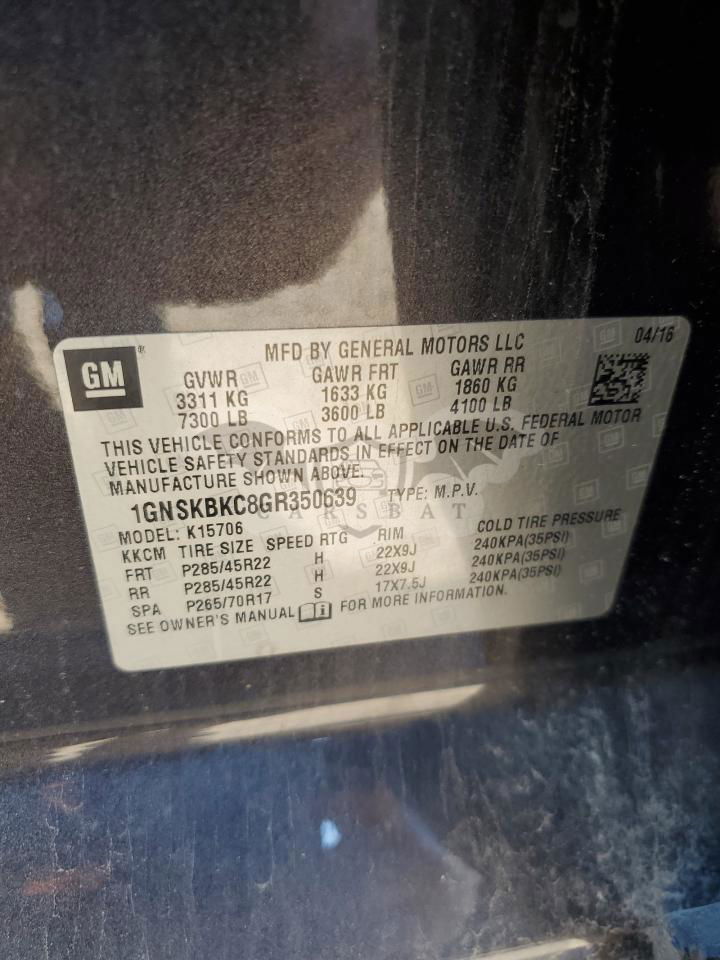 GM
MFD BY GENERAL MOTORS LLC 04/16
GVWR GAWR FRT GAWR RR
3311 KG 1633 KG 1860 KG
7300 LB 3600 LB 4100 LB
THIS VEHICLE CONFORMS TO ALL APPLICABLE U.S. FEDERAL MOTOR
VEHICLE SAFETY STANDARDS IN EFFECT ON THE DATE OF
MANUFACTURE SHOWN ABOVE.
1GNSKBKC8GR350639 TYPE: M.P.V.
CARSBAT
MODEL: K15706
KKCM TIRE SIZE SPEED RTG RIM COLD TIRE PRESSURE
FRT P285/45R22 H 22X9J 240KPA(35PSI)
RR P285/45R22 H 22X9J 240KPA(35PSI)
SPA P265/70R17 S 17X7.5J 240KPA(35PSI)
SEE OWNER'S MANUAL FOR MORE INFORMATION.